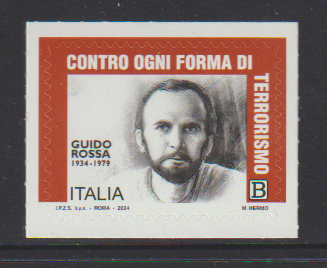 CONTRO OGNI FORMA DI
TERRORISMO
GUIDO
ROSSA
1934-1979
ITALIA
B
I.P.Z.S. S.p.A. - ROMA - 2024
M. HERMO